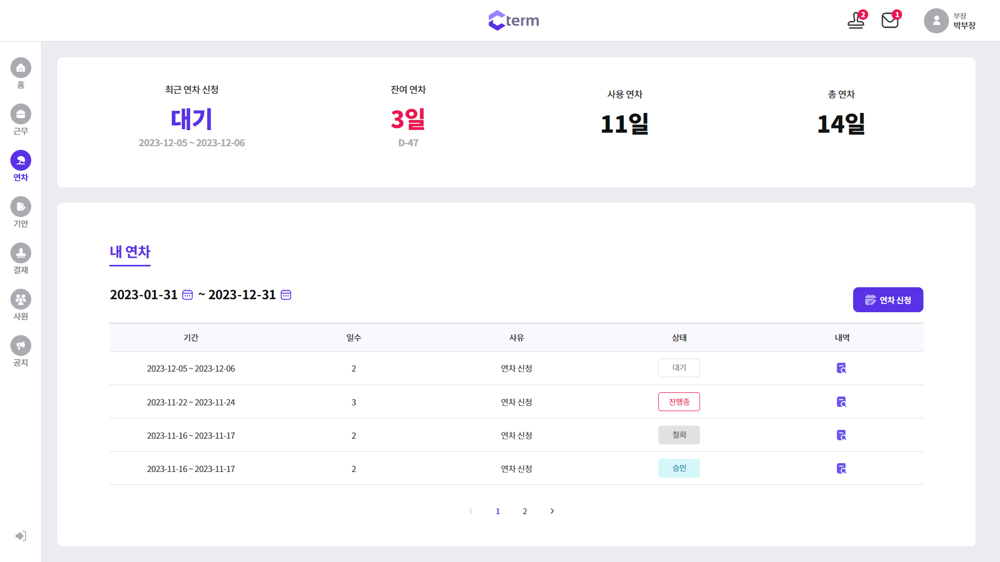 term
2
1
부장
박부장
홈
근무
연차
기안
결재
사원
공지
최근 연차 신청
대기
2023-12-05 ~ 2023-12-06
잔여 연차
3일
D-47
사용 연차
11일
총 연차
14일
내 연차
2023-01-31 ~ 2023-12-31
연차 신청
기간 일수 사유 상태 내역
2023-12-05 ~ 2023-12-06 2 연차 신청 대기
2023-11-22 ~ 2023-11-24 3 연차 신청 진행중
2023-11-16 ~ 2023-11-17 2 연차 신청 철회
2023-11-16 ~ 2023-11-17 2 연차 신청 승인
1 2